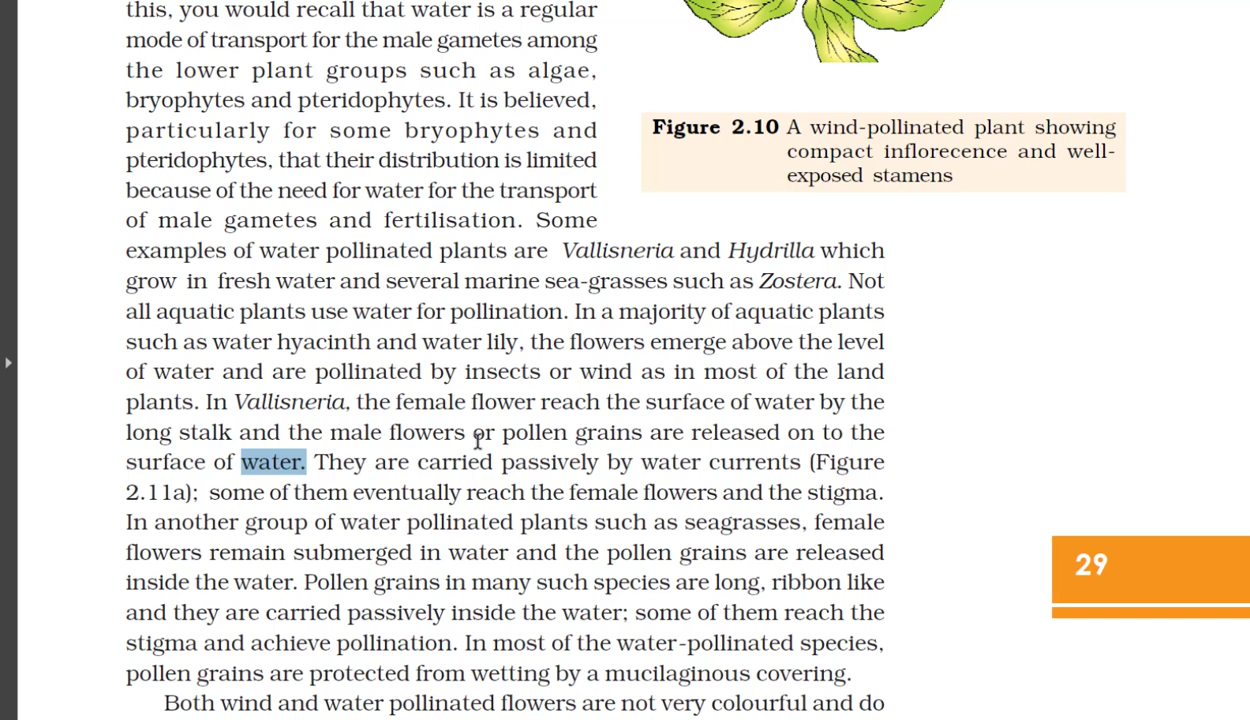 this, you would recall that water is a regular
mode of transport for the male gametes among
the lower plant groups such as algae,
bryophytes and pteridophytes. It is believed,
particularly for some bryophytes and
pteridophytes, that their distribution is limited
because of the need for water for the transport
of male gametes and fertilisation. Some
examples of water pollinated plants are Vallisneria and Hydrilla which
grow in fresh water and several marine sea-grasses such as Zostera. Not
all aquatic plants use water for pollination. In a majority of aquatic plants
such as water hyacinth and water lily, the flowers emerge above the level
of water and are pollinated by insects or wind as in most of the land
plants. In Vallisneria, the female flower reach the surface of water by the
long stalk and the male flowers or pollen grains are released on to the
surface of water. They are carried passively by water currents (Figure
2.11a); some of them eventually reach the female flowers and the stigma.
In another group of water pollinated plants such as seagrasses, female
flowers remain submerged in water and the pollen grains are released
inside the water. Pollen grains in many such species are long, ribbon like
and they are carried passively inside the water; some of them reach the
stigma and achieve pollination. In most of the water-pollinated species,
pollen grains are protected from wetting by a mucilaginous covering.
Both wind and water pollinated flowers are not very colourful and do
Figure 2.10 A wind-pollinated plant showing
compact inflorecence and well-
exposed stamens
29